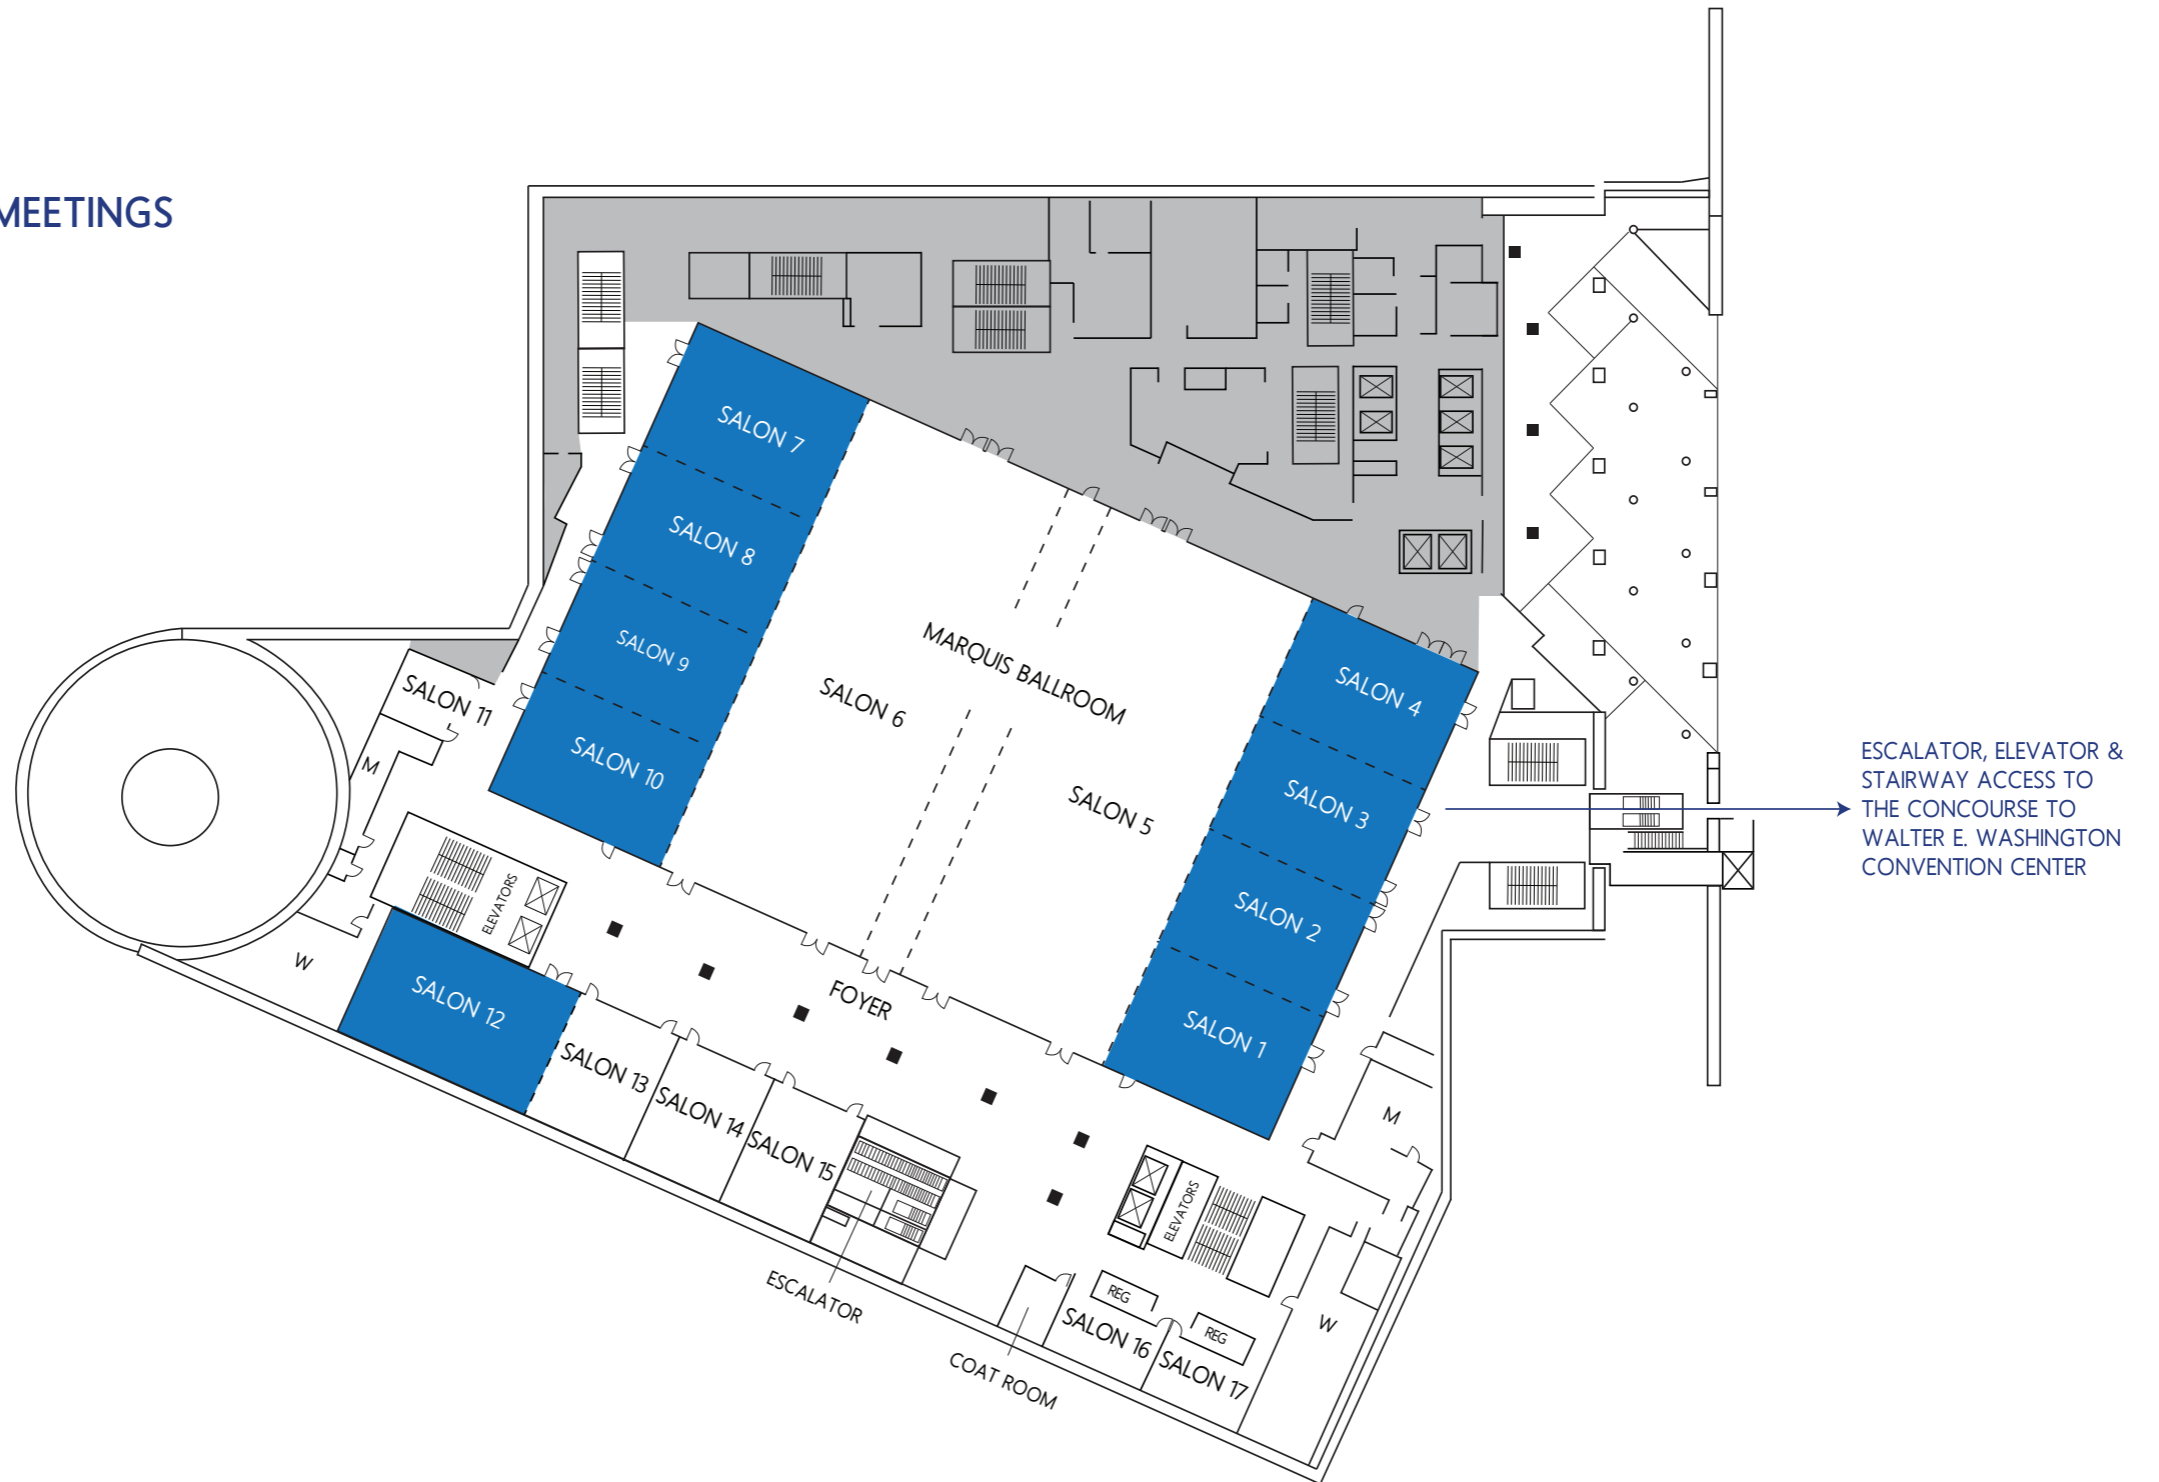 MEETINGS
SALON 7
SALON 8
SALON 9
SALON 10
SALON 11
M
MARQUIS BALLROOM
SALON 6
SALON 5
SALON 4
SALON 3
SALON 2
SALON 1
ESCALATOR, ELEVATOR &
STAIRWAY ACCESS TO
THE CONCOURSE TO
WALTER E. WASHINGTON
CONVENTION CENTER
ELEVATORS
W
SALON 12
FOYER
SALON 13
SALON 14
SALON 15
M
ELEVATORS
ESCALATOR
REG
SALON 16
REG
SALON 17
W
COAT ROOM